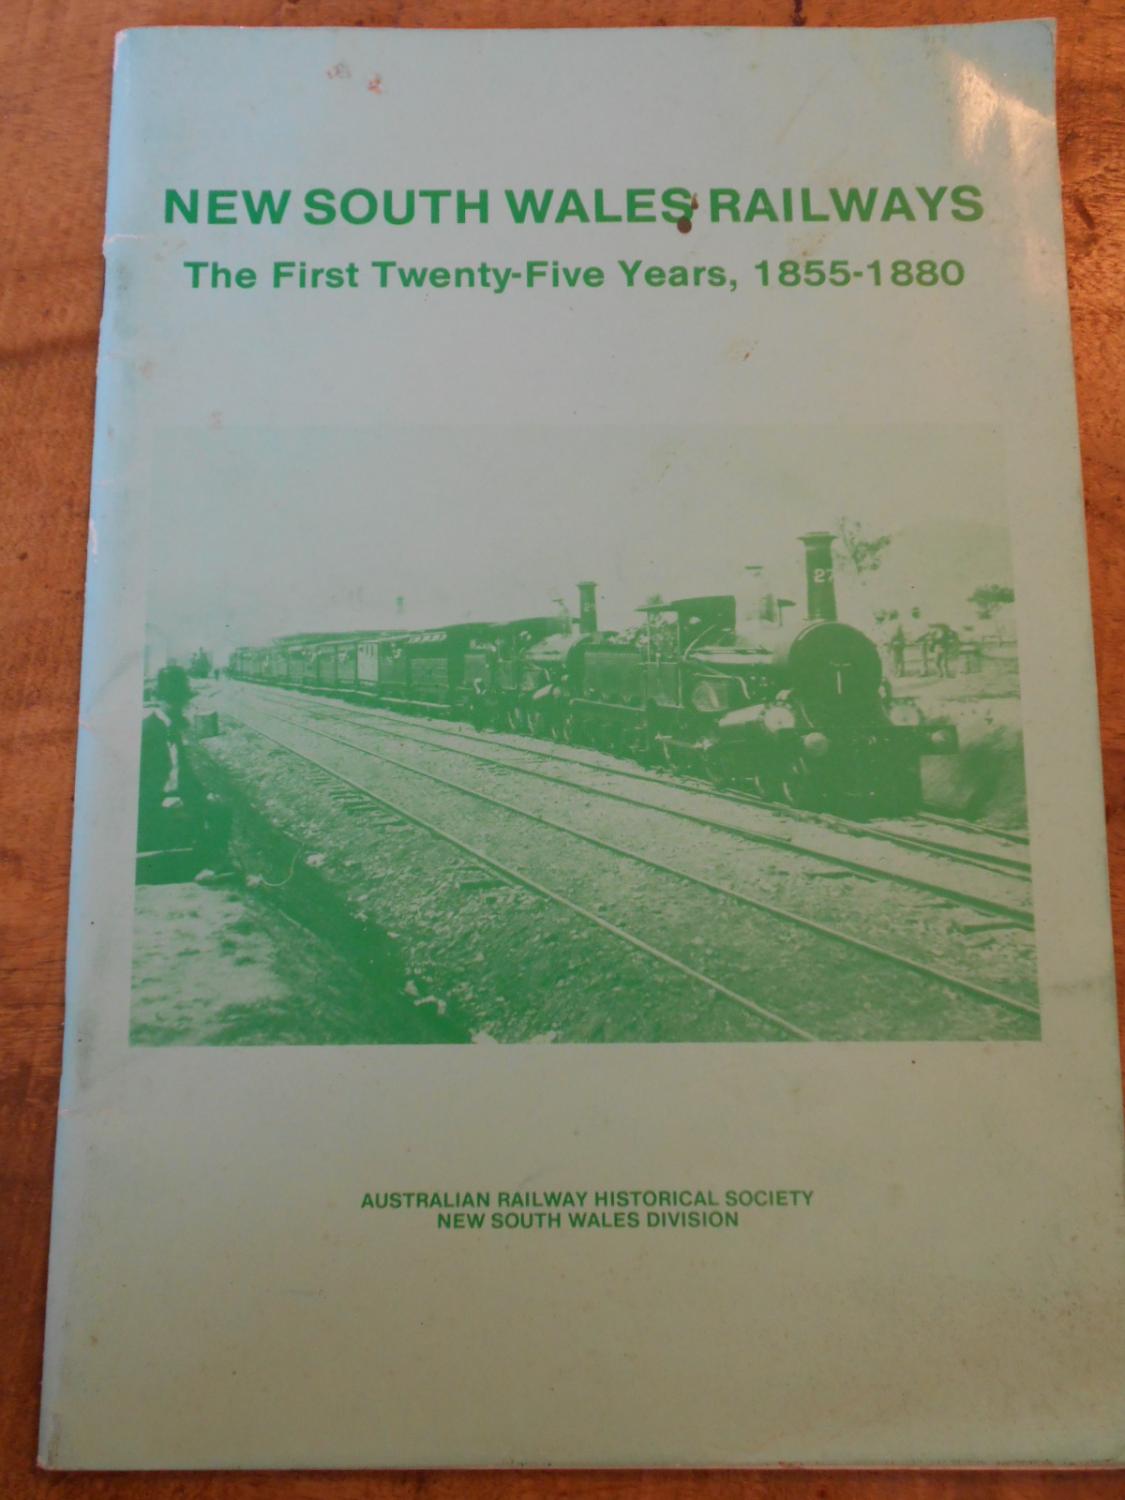 NEW SOUTH WALES RAILWAYS
The First Twenty-Five Years, 1855-1880
27
AUSTRALIAN RAILWAY HISTORICAL SOCIETY
NEW SOUTH WALES DIVISION